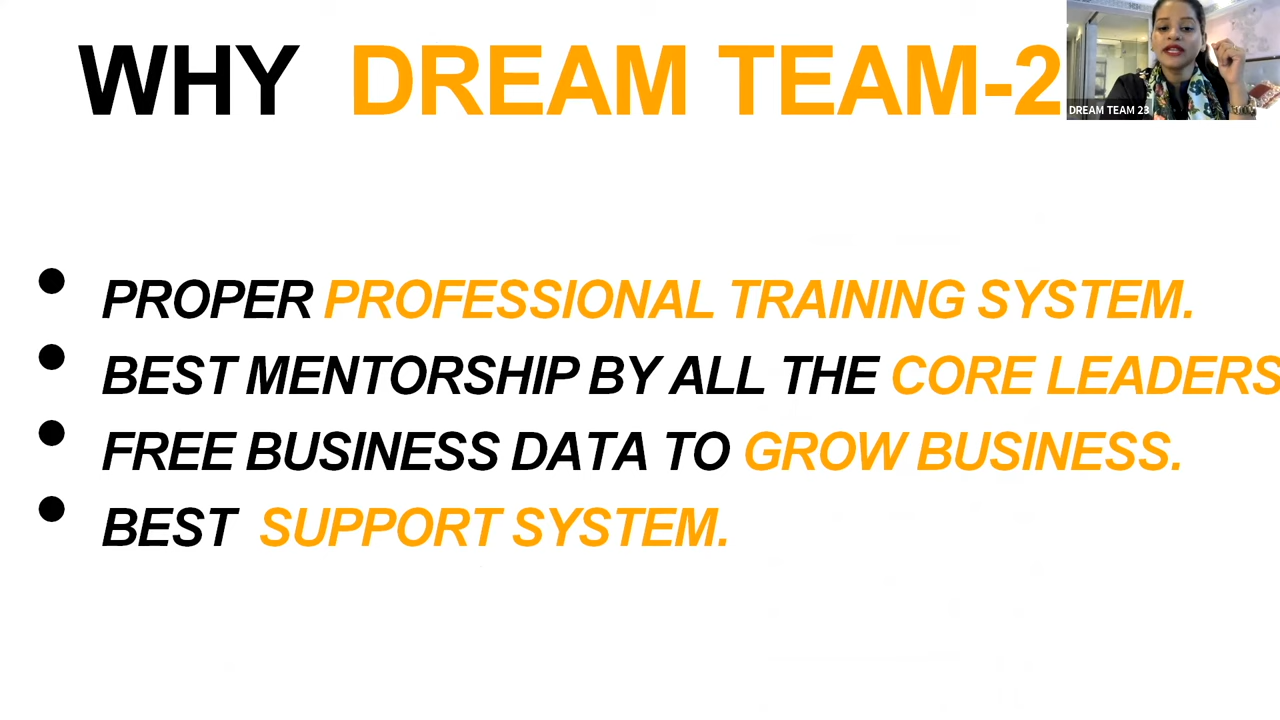 WHY DREAM TEAM-2
DREAM TEAM 23
PROPER PROFESSIONAL TRAINING SYSTEM.
BEST MENTORSHIP BY ALL THE CORE LEADERS
FREE BUSINESS DATA TO GROW BUSINESS.
BEST SUPPORT SYSTEM.